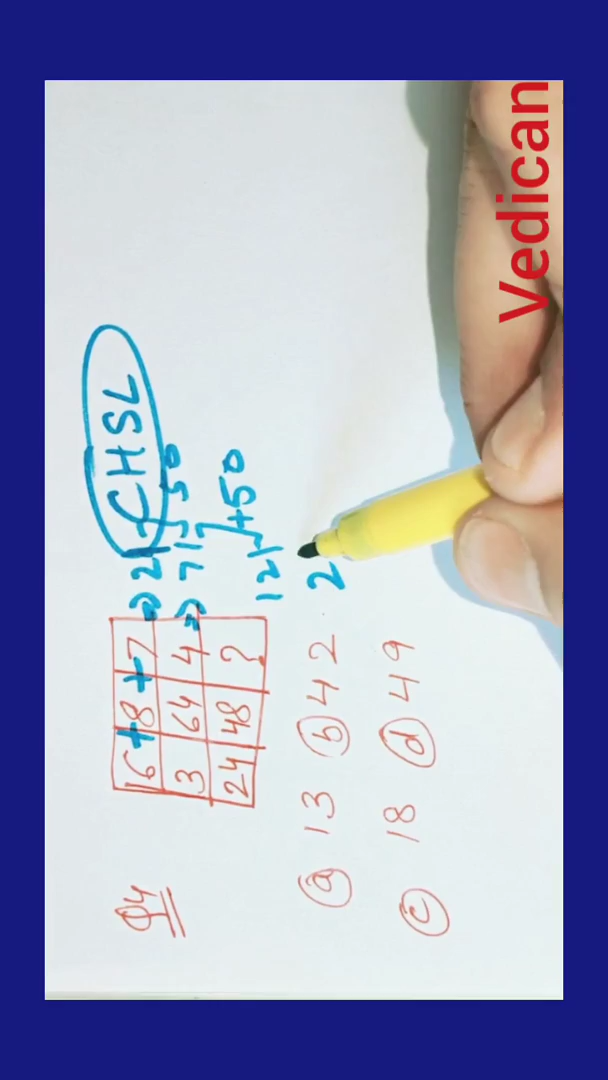 Q4
6+8+7 ⇒ 21 CHSL
3 64 4 ⇒ 71 ] 50
24 48 ? ] +50
121
ⓐ 13 ⓑ 42 2
ⓒ 18 ⓓ 49
Vedican